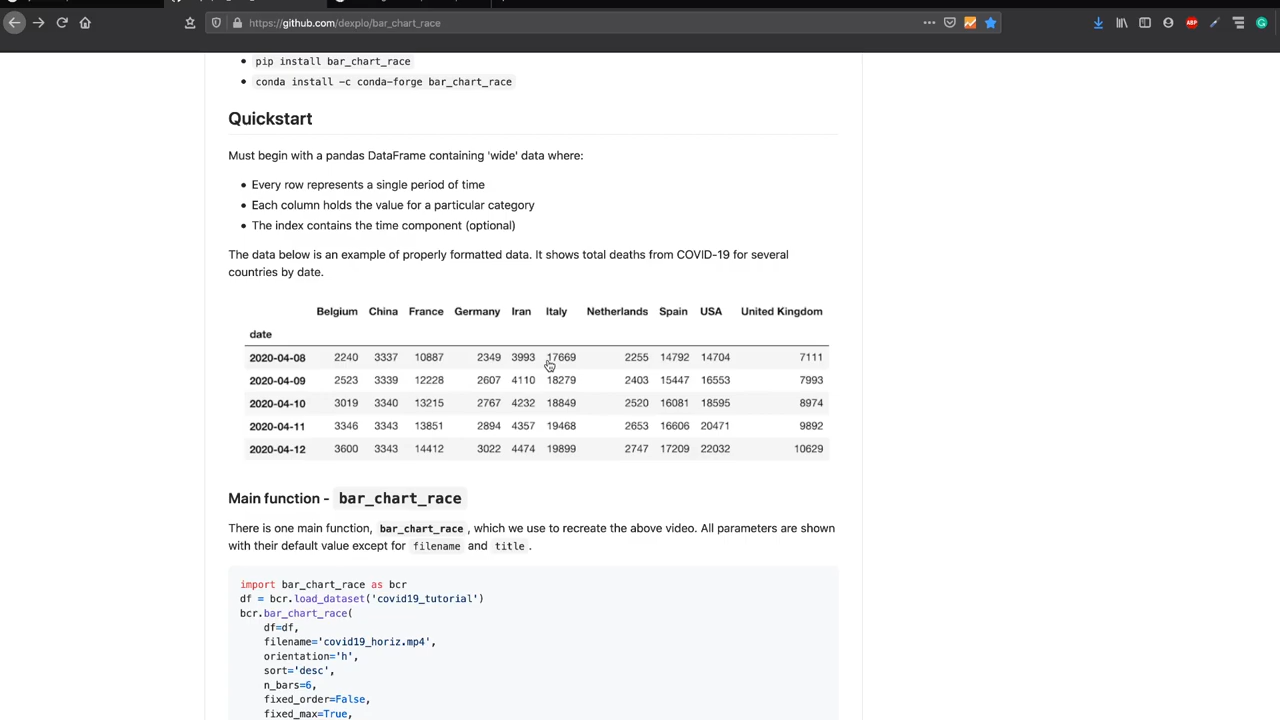 https://github.com/dexplo/bar_chart_race
pip install bar_chart_race
conda install -c conda-forge bar_chart_race
Quickstart
Must begin with a pandas DataFrame containing 'wide' data where:
Every row represents a single period of time
Each column holds the value for a particular category
The index contains the time component (optional)
The data below is an example of properly formatted data. It shows total deaths from COVID-19 for several
countries by date.
Belgium China France Germany Iran Italy Netherlands Spain USA United Kingdom
date
2020-04-08 2240 3337 10887 2349 3993 17669 2255 14792 14704 7111
2020-04-09 2523 3339 12228 2607 4110 18279 2403 15447 16553 7993
2020-04-10 3019 3340 13215 2767 4232 18849 2520 16081 18595 8974
2020-04-11 3346 3343 13851 2894 4357 19468 2653 16606 20471 9892
2020-04-12 3600 3343 14412 3022 4474 19899 2747 17209 22032 10629
Main function - bar_chart_race
There is one main function, bar_chart_race, which we use to recreate the above video. All parameters are shown
with their default value except for filename and title.
import bar_chart_race as bcr
df = bcr.load_dataset('covid19_tutorial')
bcr.bar_chart_race(
df=df,
filename='covid19_horiz.mp4',
orientation='h',
sort='desc',
n_bars=6,
fixed_order=False,
fixed_max=True,